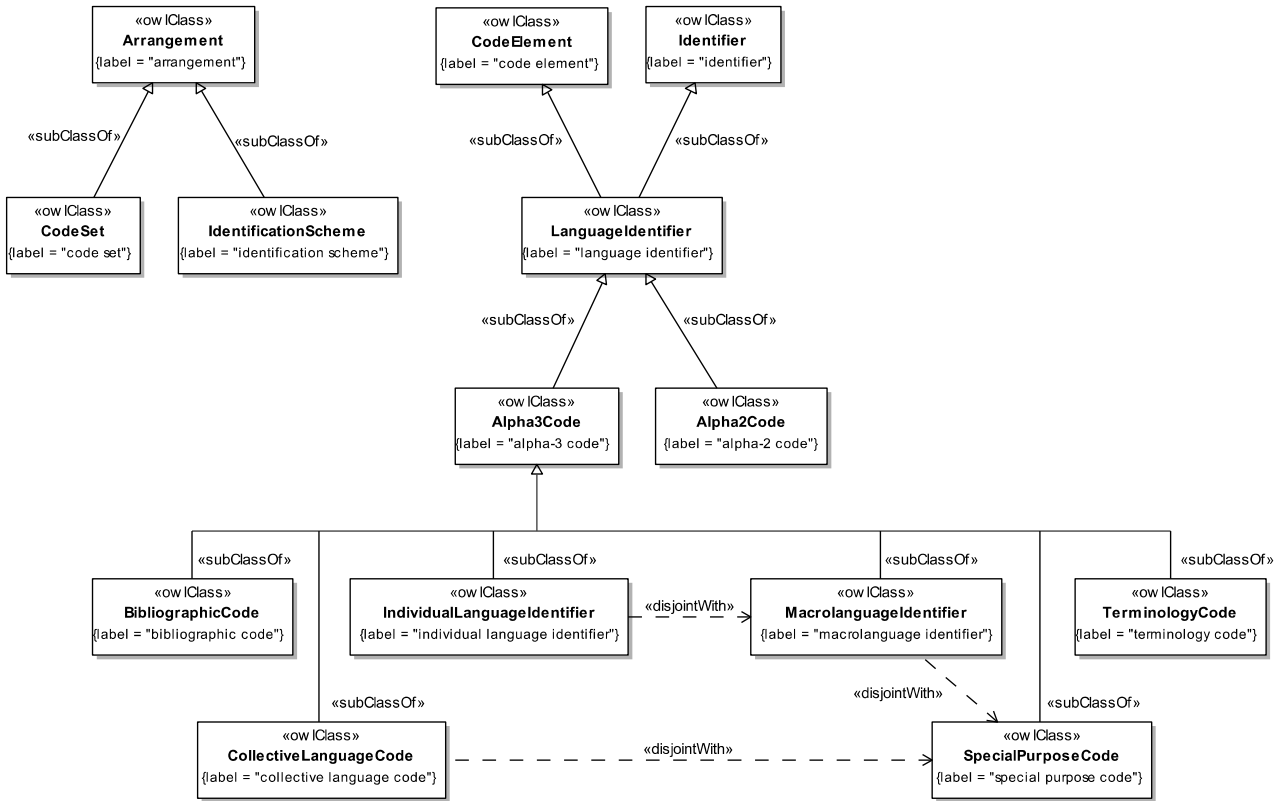 «owlClass»
Arrangement
{label = "arrangement"}
«owlClass»
CodeElement
{label = "code element"}
«owlClass»
Identifier
{label = "identifier"}
«subClassOf»
«subClassOf»
«subClassOf»
«subClassOf»
«owlClass»
CodeSet
{label = "code set"}
«owlClass»
IdentificationScheme
{label = "identification scheme"}
«owlClass»
LanguageIdentifier
{label = "language identifier"}
«subClassOf»
«subClassOf»
«owlClass»
Alpha3Code
{label = "alpha-3 code"}
«owlClass»
Alpha2Code
{label = "alpha-2 code"}
«subClassOf»
«subClassOf»
«subClassOf»
«subClassOf»
«owlClass»
BibliographicCode
{label = "bibliographic code"}
«owlClass»
IndividualLanguageIdentifier
{label = "individual language identifier"}
«disjointWith»
«owlClass»
MacrolanguageIdentifier
{label = "macrolanguage identifier"}
«owlClass»
TerminologyCode
{label = "terminology code"}
«subClassOf»
«disjointWith»
«subClassOf»
«owlClass»
CollectiveLanguageCode
{label = "collective language code"}
«disjointWith»
«owlClass»
SpecialPurposeCode
{label = "special purpose code"}